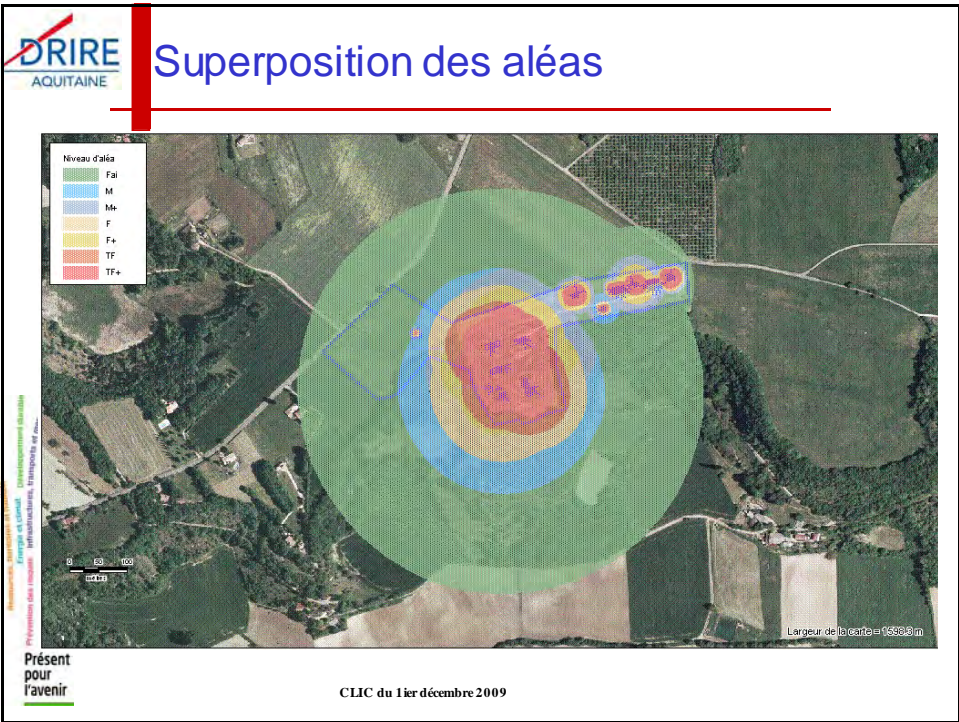 DRIRE
AQUITAINE
Superposition des aléas
Niveau d'aléa
Fai
M
M+
F
F+
TF
TF+
0 50 100
Largeur de la carte = 1598.3 m
Développement durable
Infrastructures, transports et
Energie et climat
Prévention des risques
Présent
pour
l'avenir
CLIC du 1ier décembre 2009